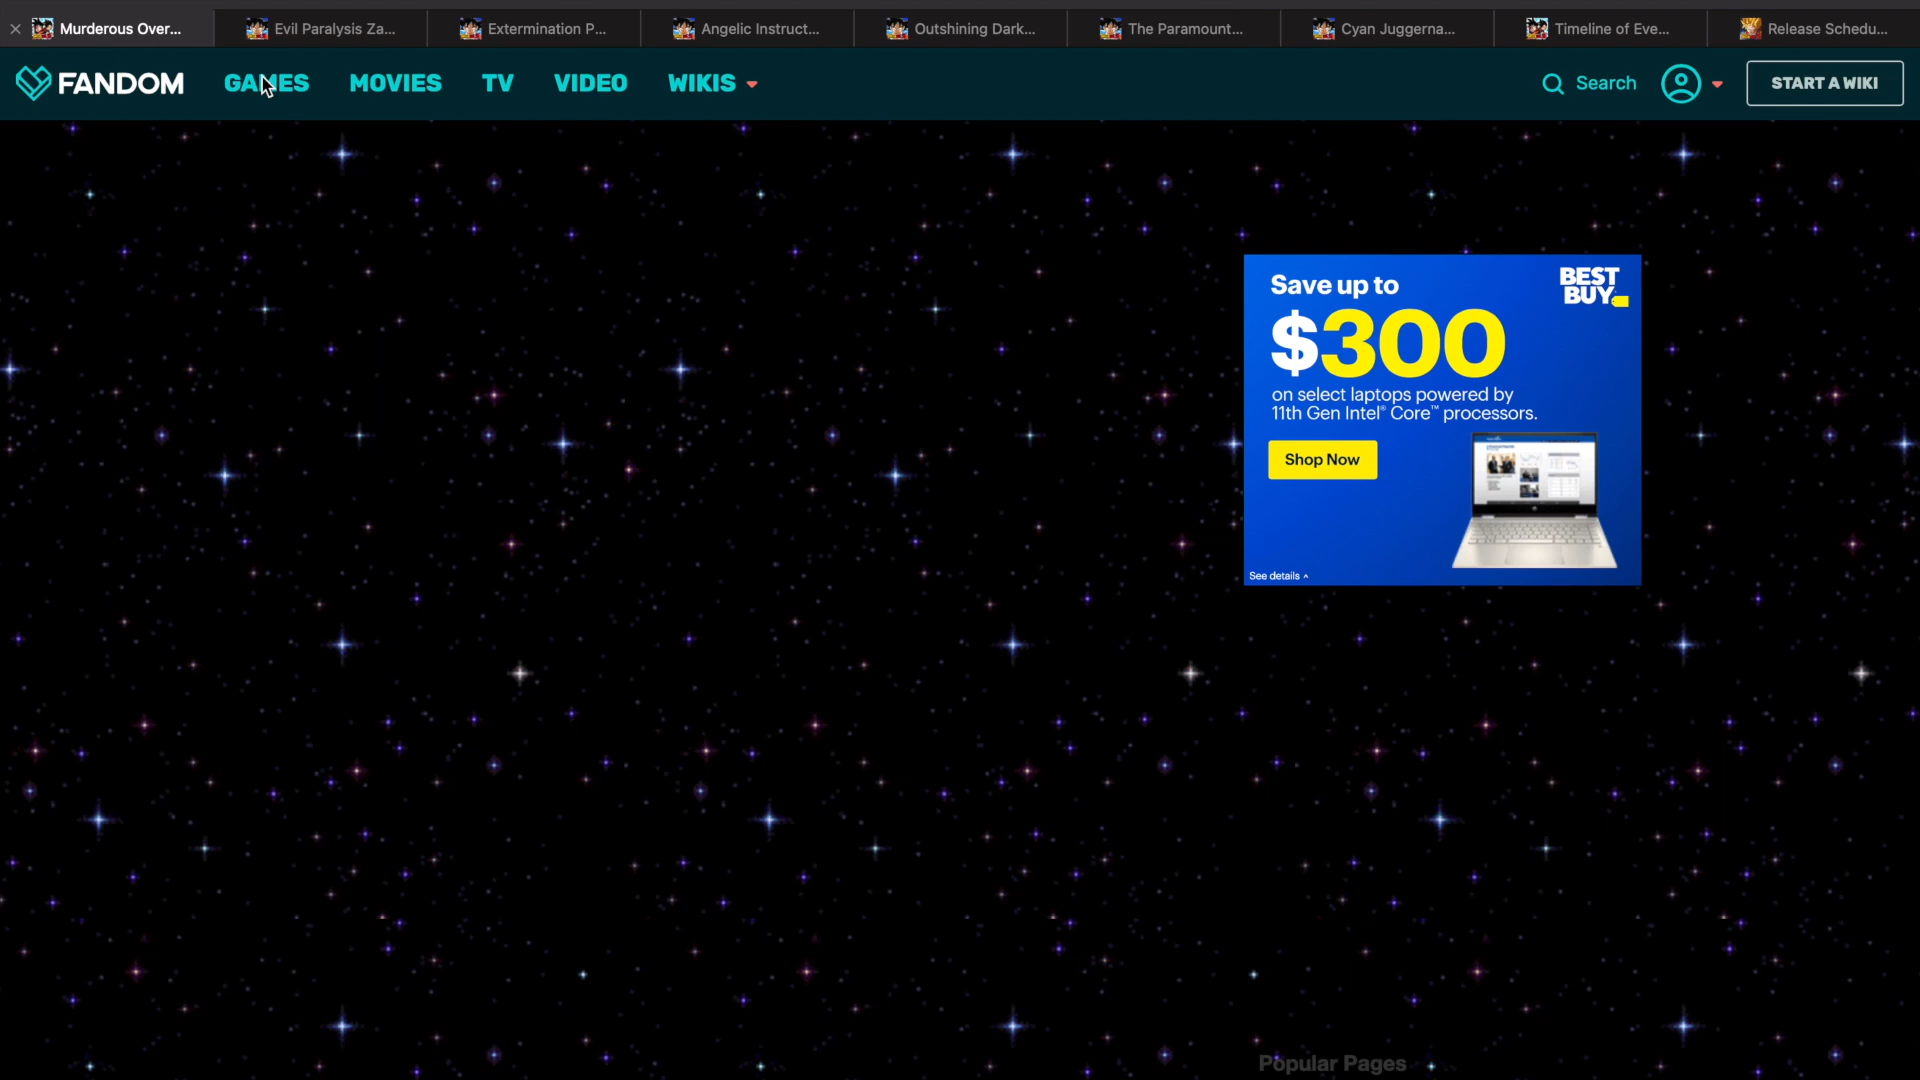 Murderous Over...
Evil Paralysis Za...
Extermination P...
Angelic Instruct...
Outshining Dark...
The Paramount...
Cyan Juggerna...
Timeline of Eve...
Release Schedu...
FANDOM
GAMES
MOVIES
TV
VIDEO
WIKIS
Search
START A WIKI
Save up to
BEST
BUY
$300
on select laptops powered by
11th Gen Intel® Core™ processors.
Shop Now
See details ^
Popular Pages